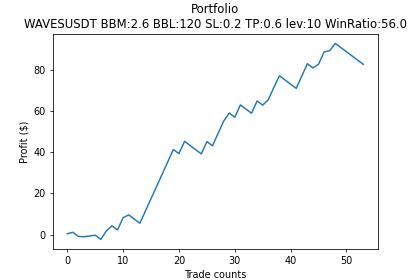 Portfolio
WAVESUSDT BBM:2.6 BBL:120 SL:0.2 TP:0.6 lev:10 WinRatio:56.0
80
60
40
20
0
Profit ($)
0 10 20 30 40 50
Trade counts